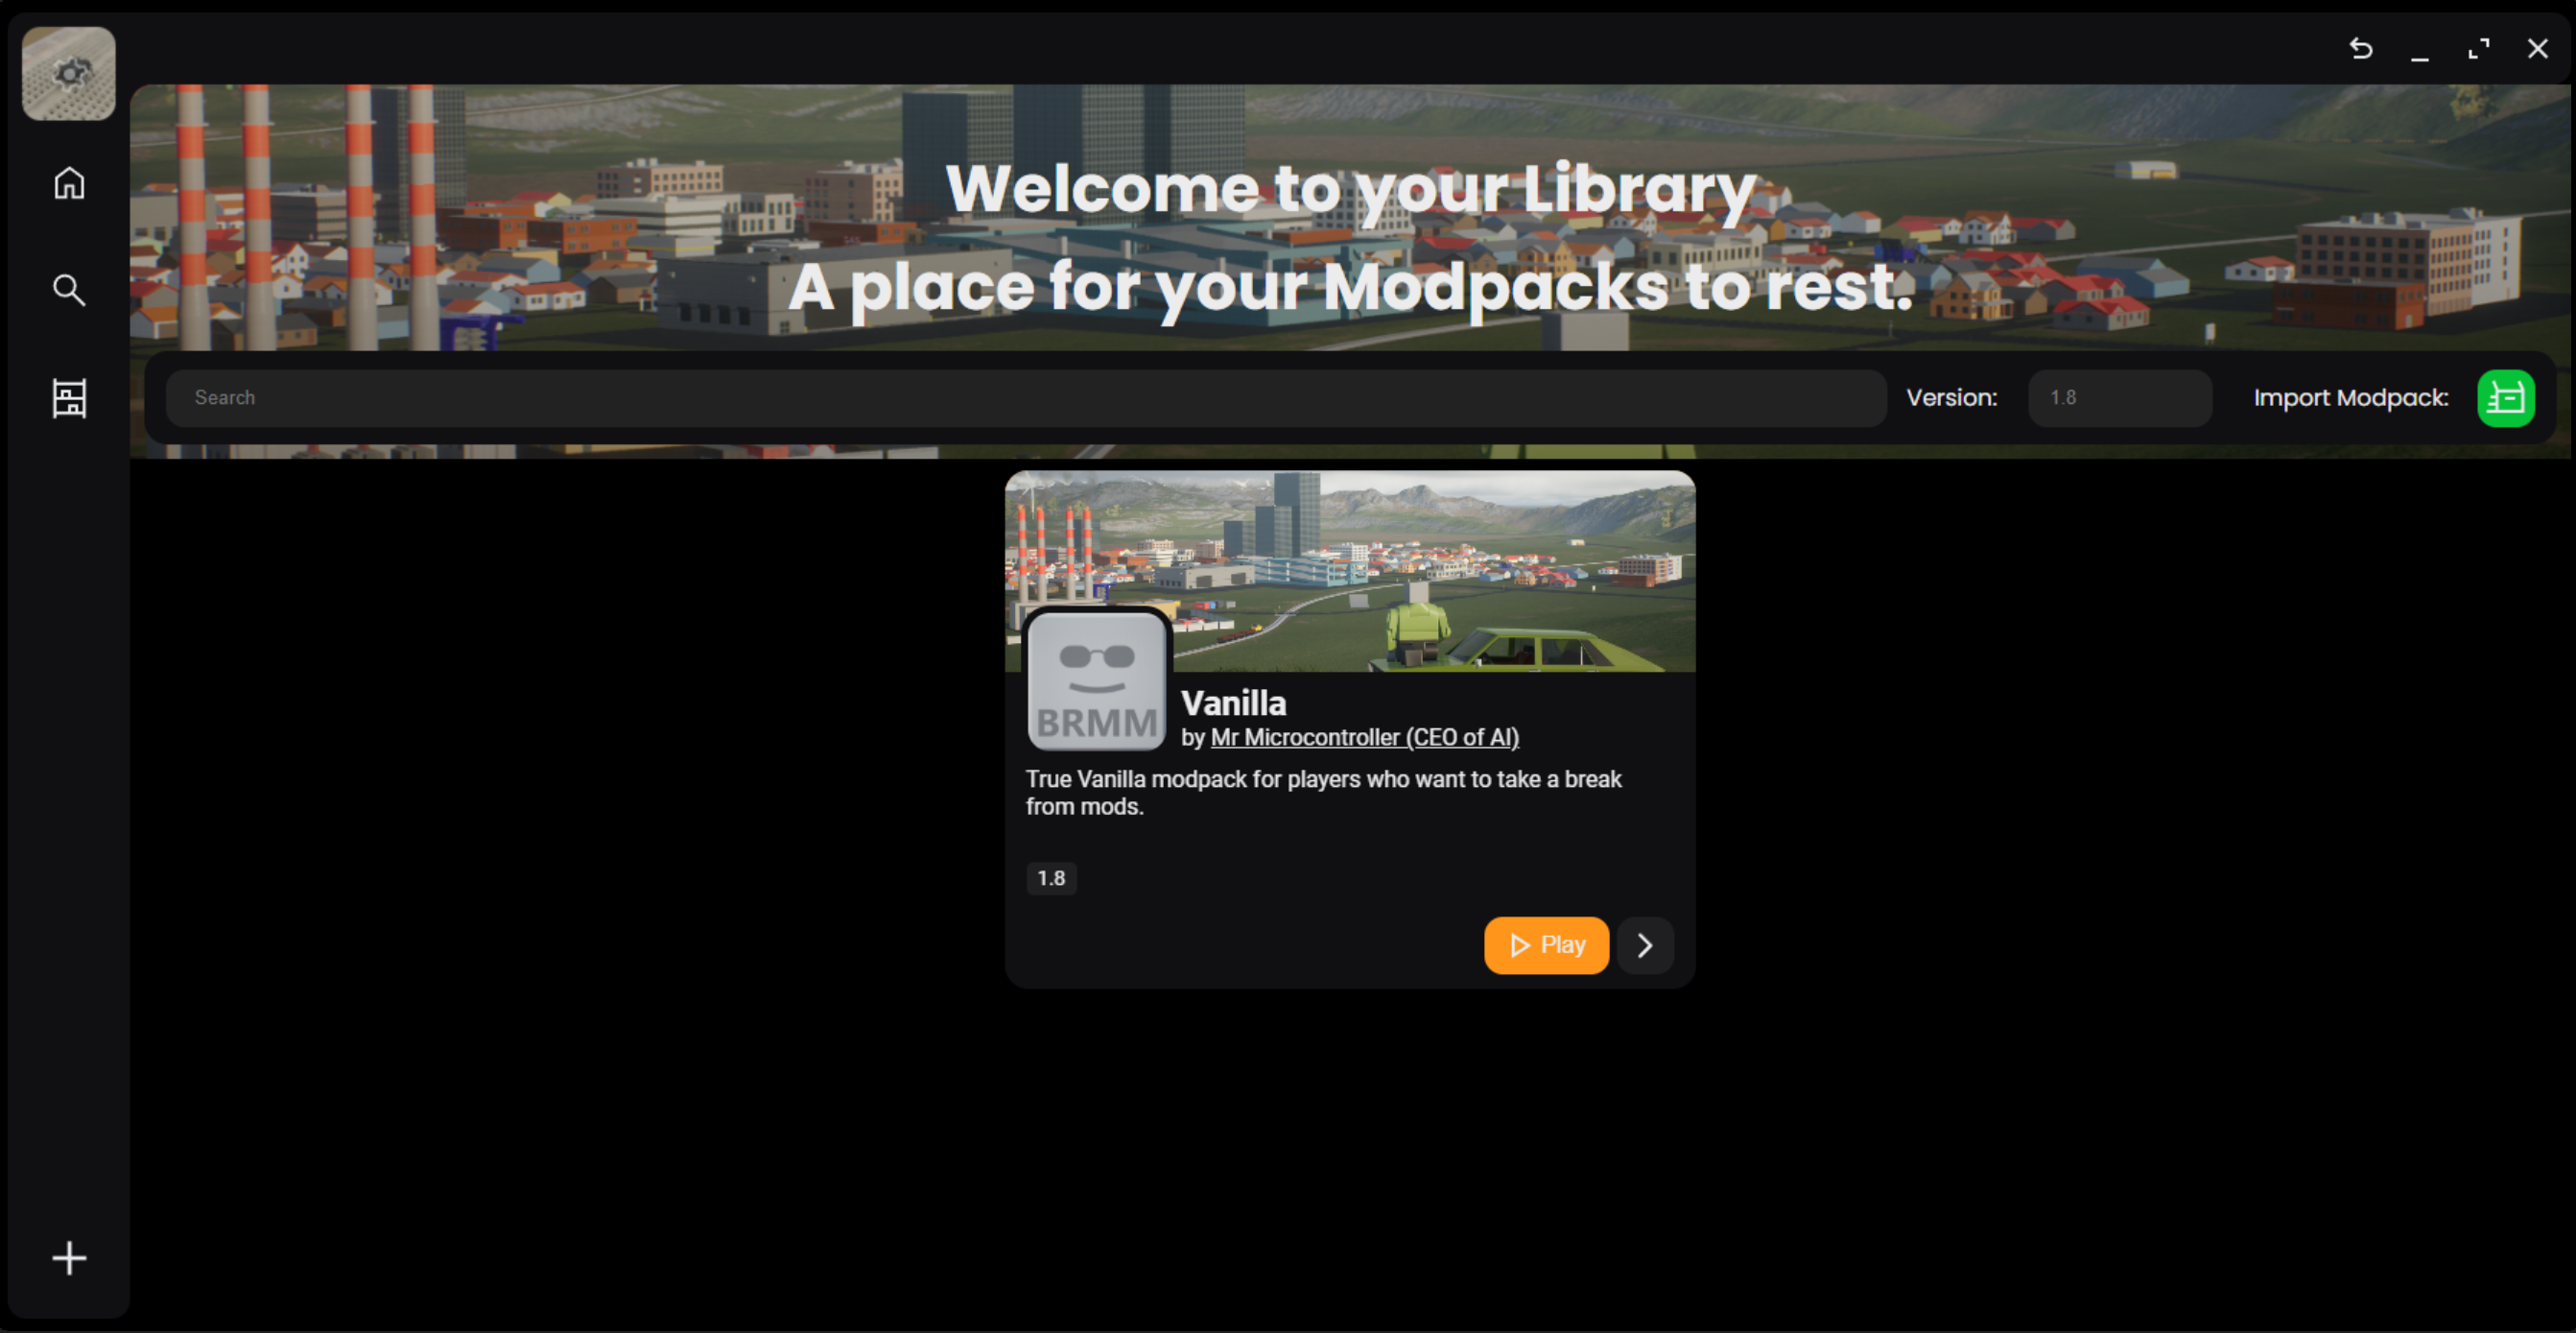 Welcome to your Library
A place for your Modpacks to rest.
Search
Version:
1.8
Import Modpack:
BRMM
Vanilla
by Mr Microcontroller (CEO of AI)
True Vanilla modpack for players who want to take a break
from mods.
1.8
Play